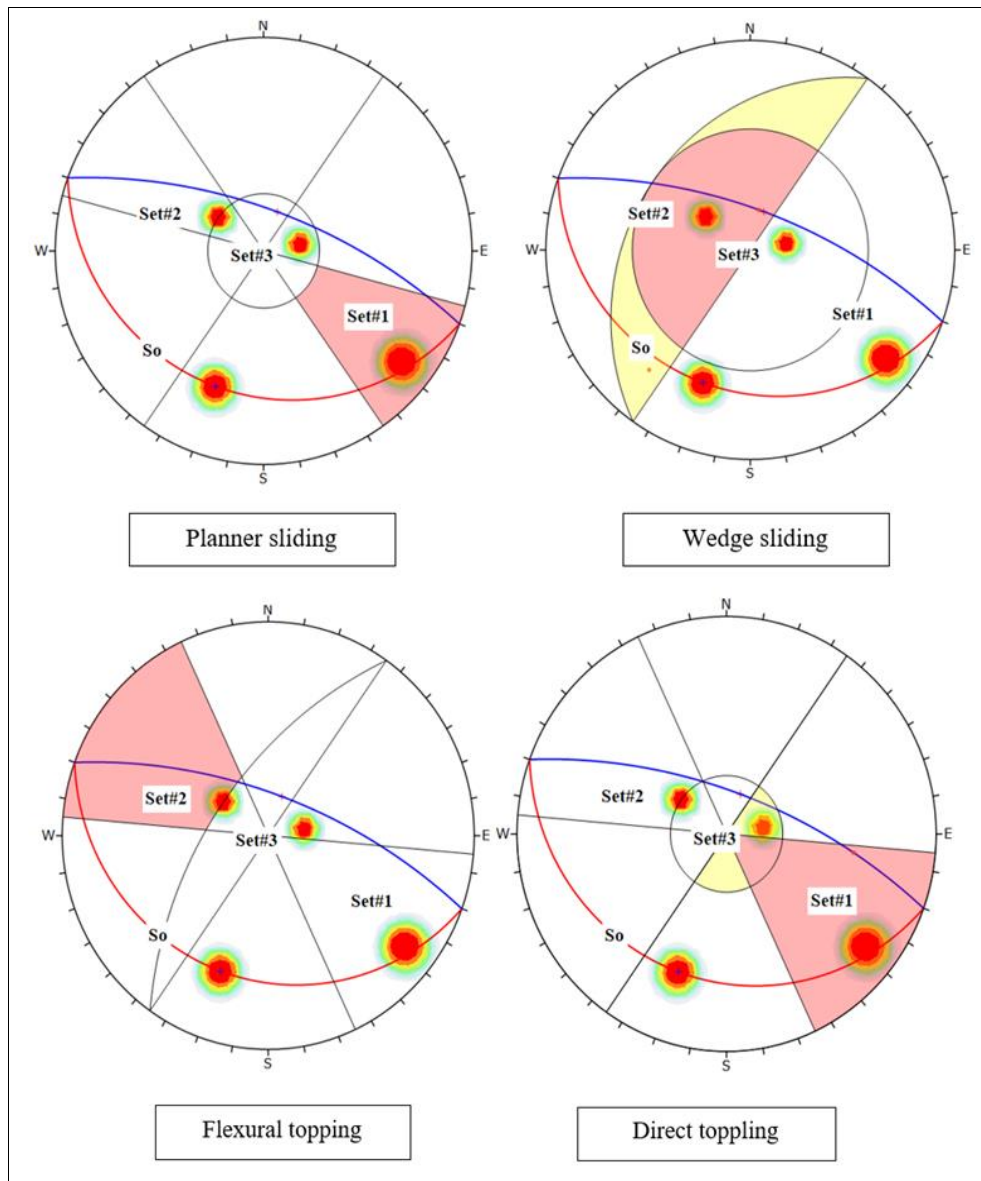 N
Set#2
W
Set#3
E
Set#1
So
S
Planner sliding
N
Set#2
W
Set#3
E
Set#1
So
S
Wedge sliding
N
Set#2
W
Set#3
E
Set#1
So
S
Flexural topping
N
Set#2
W
Set#3
E
Set#1
So
S
Direct toppling